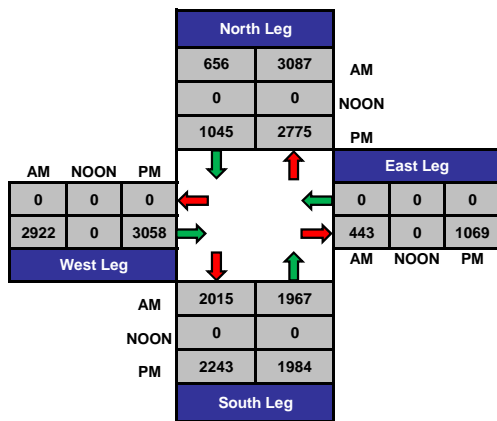 North Leg
656 3087 AM
0 0 NOON
1045 2775 PM
East Leg
AM NOON PM
0 0 0 0 0 0
2922 0 3058 443 0 1069
West Leg AM NOON PM
AM 2015 1967
NOON 0 0
PM 2243 1984
South Leg